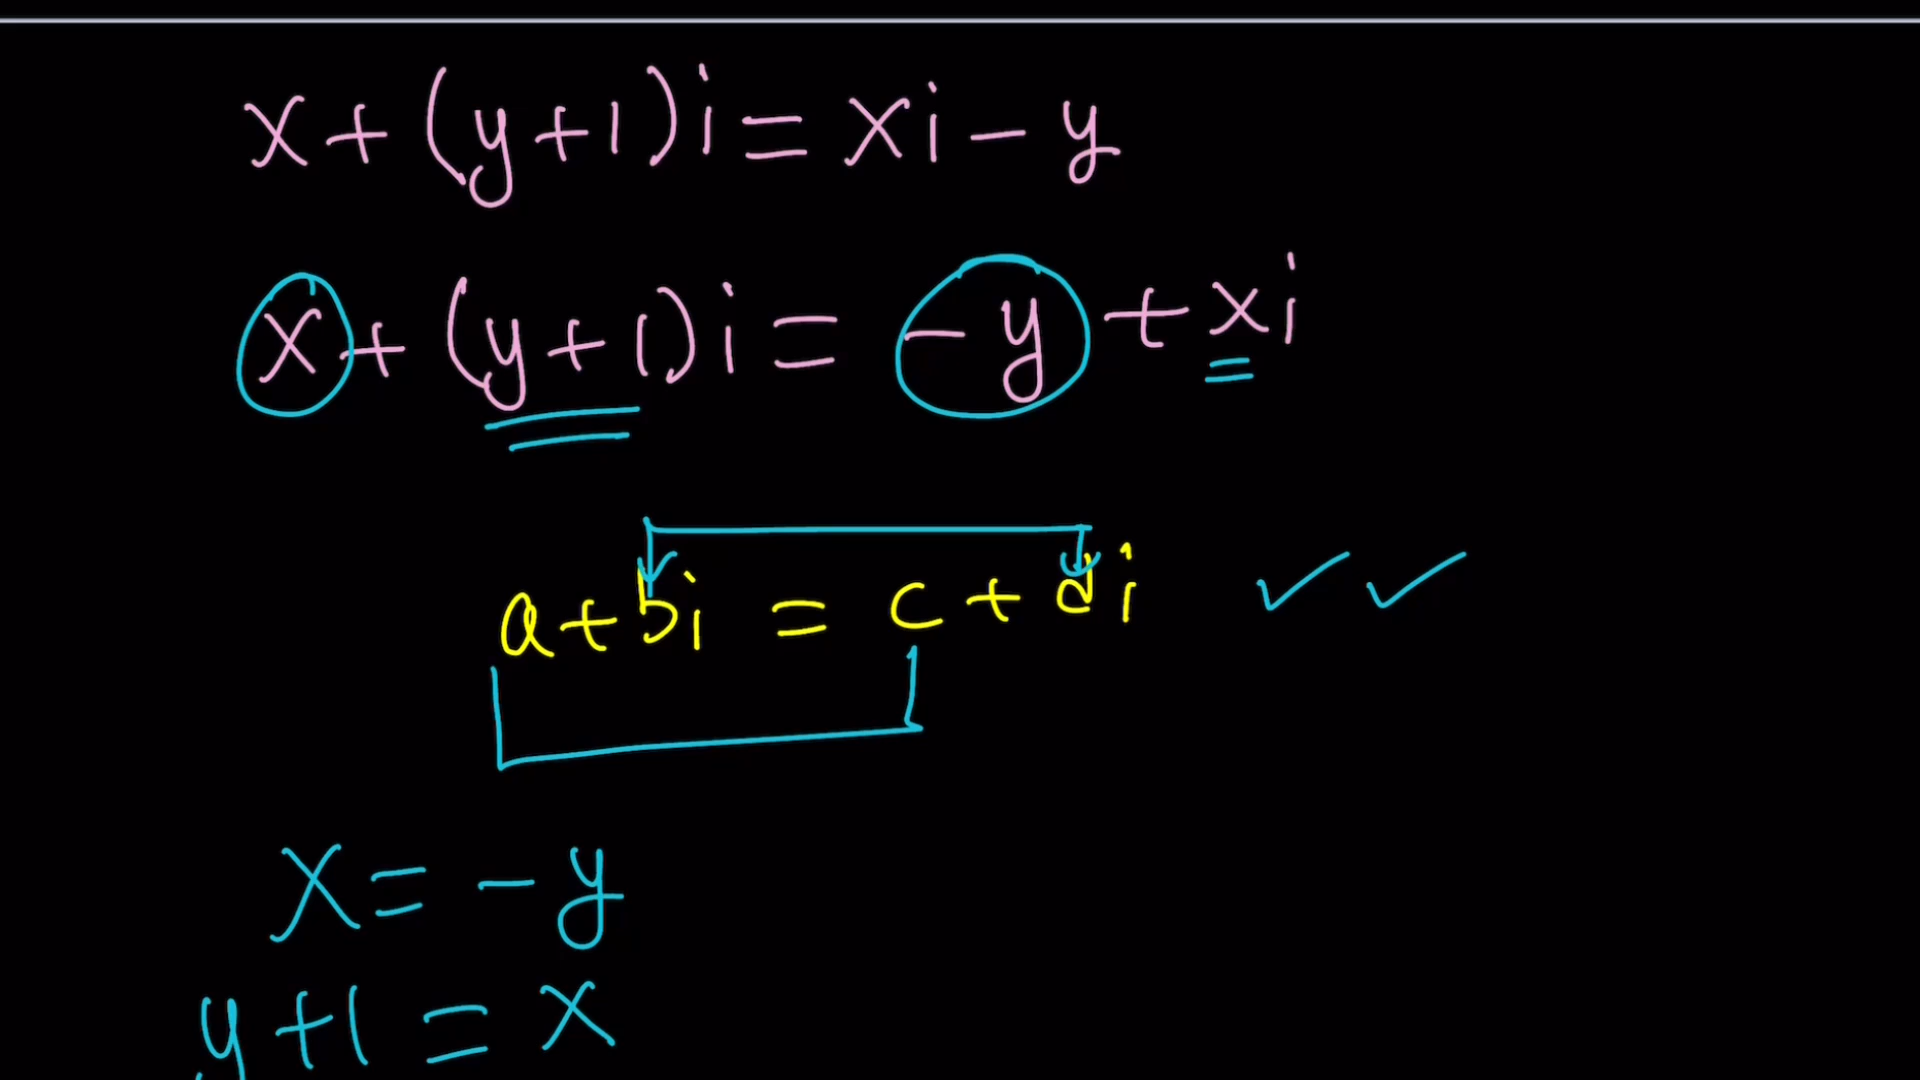 x+(y+1)i=xi-y
x+(y+1)i=-y+xi
a+bi=c+di ✓✓
x=-y
y+1=x